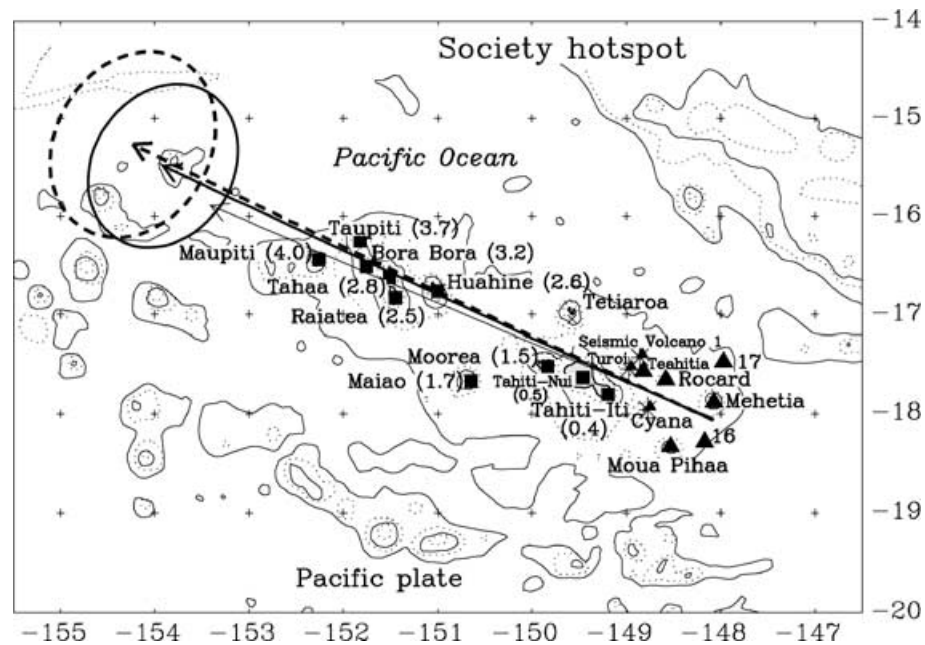 Society hotspot
Pacific Ocean
Taupiti (3.7)
Maupiti (4.0)
Bora Bora (3.2)
Tahaa (2.8)
Huahine (2.6)
Raiatea (2.5)
Tetiaroa
Seismic Volcano 1
Moorea (1.5)
Turoi
Teahitia
17
Maiao (1.7)
Tahiti-Nui
(0.5)
Rocard
Tahiti-Iti
(0.4)
Mehetia
Cyana
16
Moua Pihaa
Pacific plate
-14
-15
-16
-17
-18
-19
-20
-155 -154 -153 -152 -151 -150 -149 -148 -147